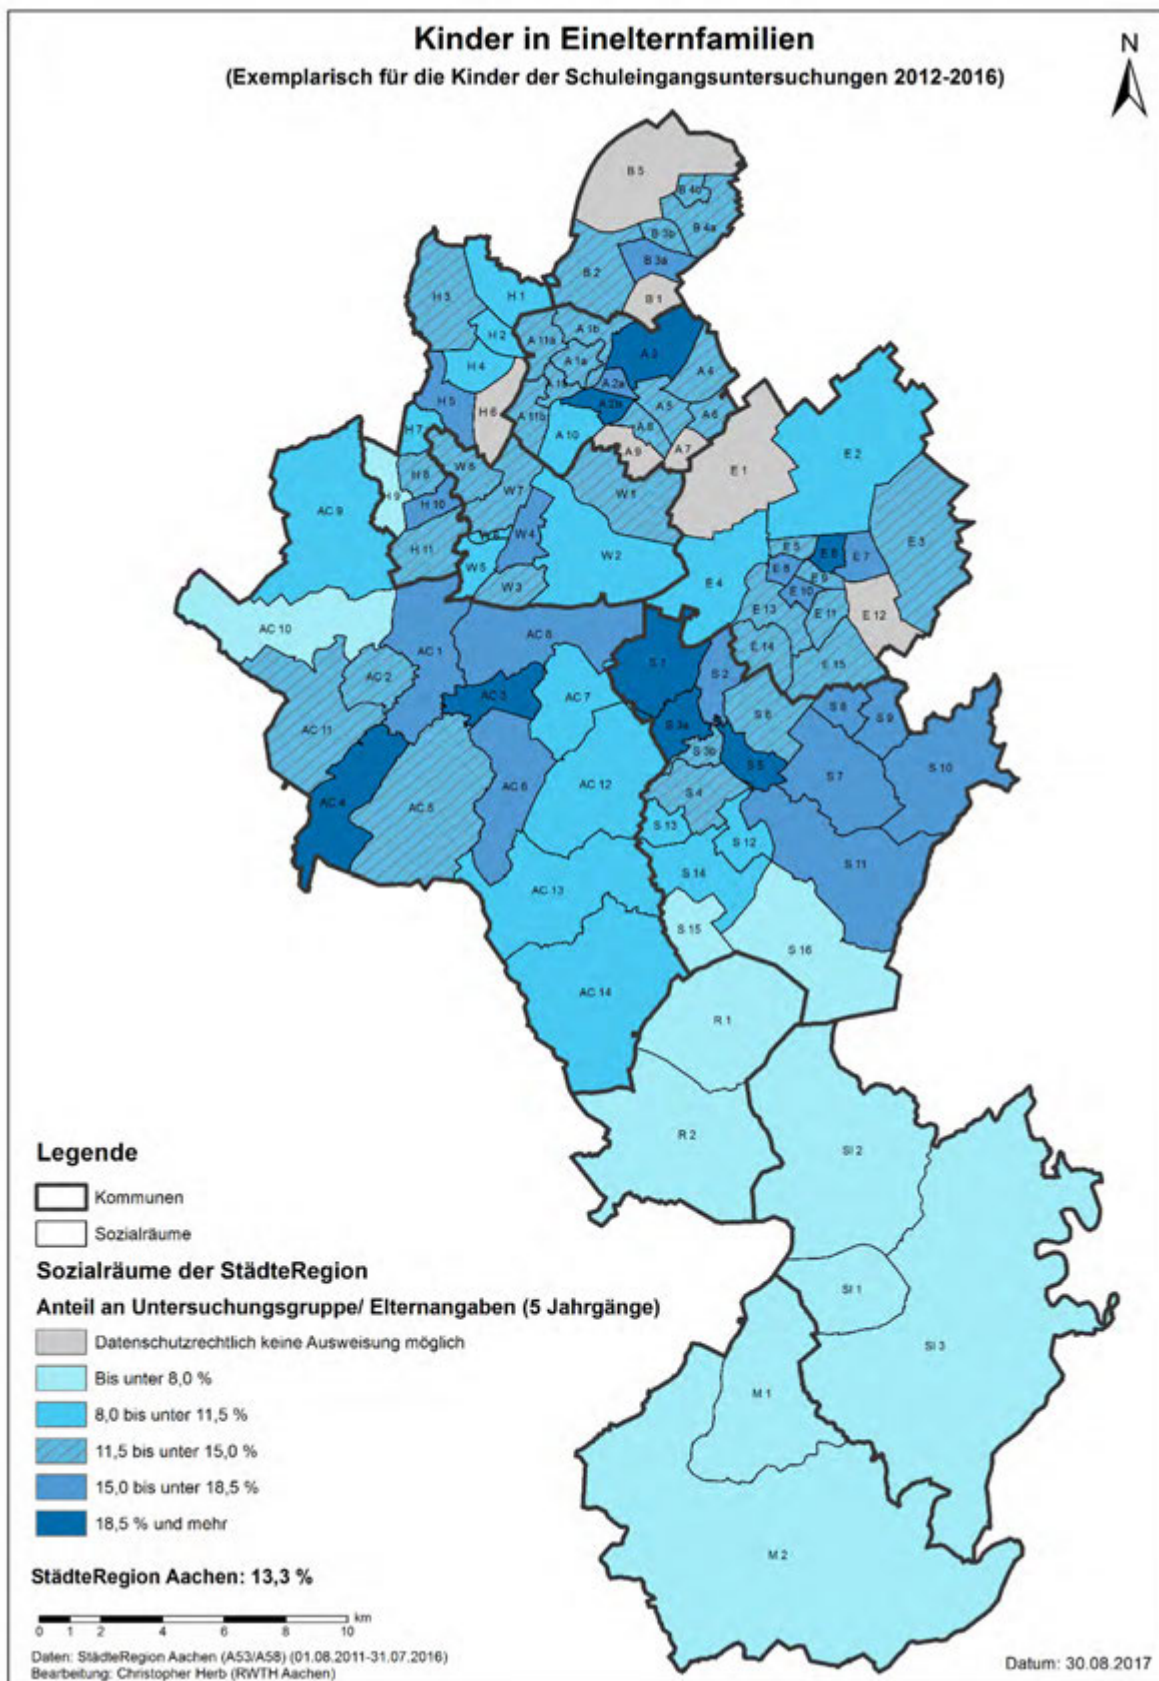 Kinder in Einelternfamilien
(Exemplarisch für die Kinder der Schuleingangsuntersuchungen 2012-2016)
N
B 5
B 4b
B 4a
B 3b
B 3a
B 2
B 1
H 3
H 1
H 2
H 4
H 5
H 6
H 7
H 8
H 9
H 10
H 11
A 11a
A 1b
A 1a
A 3
A 2a
A 2b
A 4
A 5
A 6
A 11b
A 10
A 8
A 9
A 7
E 1
E 2
E 3
W 7
W 1
W 4
W 2
W 5
W 3
E 4
E 5
E 7
E 9
E 10
E 11
E 12
E 13
E 14
E 15
AC 9
AC 10
AC 1
AC 8
AC 2
AC 3
AC 7
AC 11
AC 4
AC 5
AC 6
AC 12
AC 13
AC 14
S 1
S 2
S 3a
S 3b
S 4
S 5
S 6
S 7
S 8
S 9
S 10
S 11
S 12
S 13
S 14
S 15
S 16
R 1
R 2
SI 2
SI 1
SI 3
M 1
M 2
Legende
Kommunen
Sozialräume
Sozialräume der StädteRegion
Anteil an Untersuchungsgruppe/ Elternangaben (5 Jahrgänge)
Datenschutzrechtlich keine Ausweisung möglich
Bis unter 8,0 %
8,0 bis unter 11,5 %
11,5 bis unter 15,0 %
15,0 bis unter 18,5 %
18,5 % und mehr
StädteRegion Aachen: 13,3 %
km
0 1 2 4 6 8 10
Daten: StädteRegion Aachen (A53/A58) (01.08.2011-31.07.2016)
Bearbeitung: Christopher Herb (RWTH Aachen)
Datum: 30.08.2017